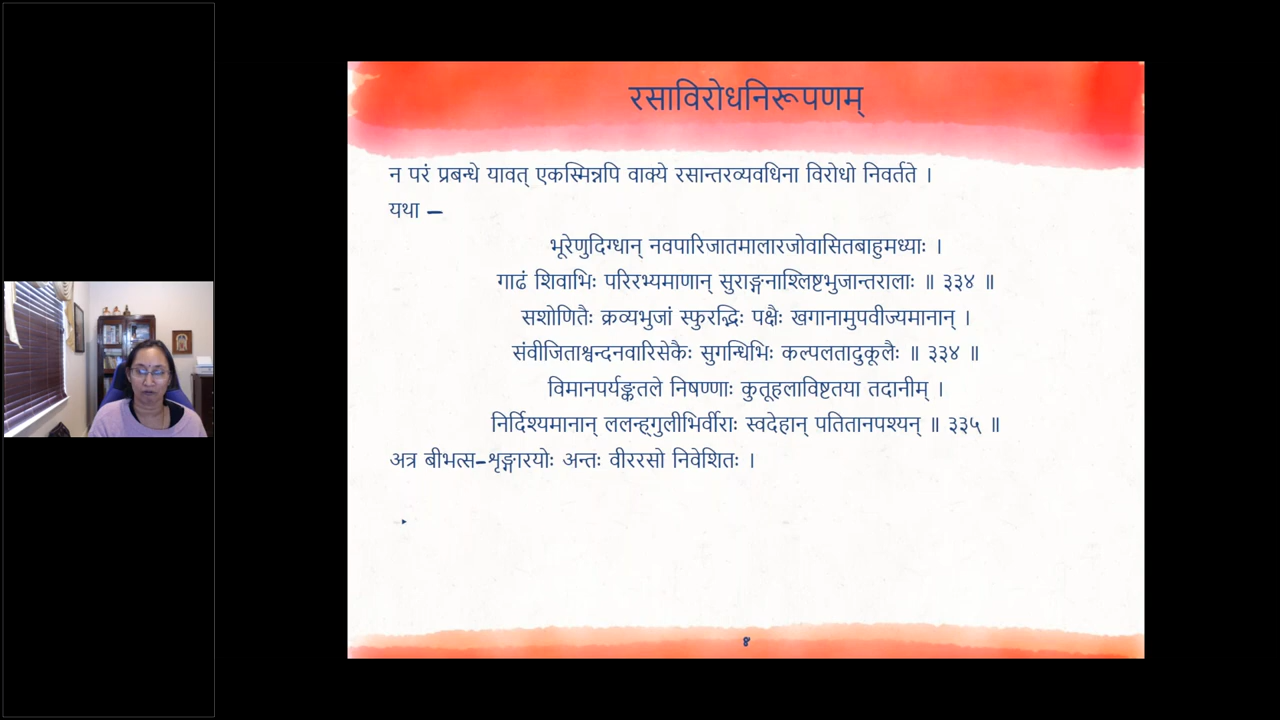 रसाविरोधनिरूपणम्
न परं प्रबन्धे यावत् एकस्मिन्नपि वाक्ये रसान्तरव्यवधिना विरोधो निवर्तते ।
यथा –
भूरेणुदिग्धान् नवपारिजातमालारजोवासितबाहुमध्याः ।
गाढं शिवाभिः परिरभ्यमाणान् सुराङ्गनाश्लिष्टभुजान्तरालाः ॥ ३३४ ॥
सशोणितैः क्रव्यभुजां स्फुरद्भिः पक्षैः खगानामुपवीज्यमानान् ।
संवीजिताश्चन्दनवारिसेकैः सुगन्धिभिः कल्पलतादुकूलैः ॥ ३३४ ॥
विमानपर्यङ्कतले निषण्णाः कुतूहलाविष्टतया तदानीम् ।
निर्दिश्यमानान् ललन्ह्गुलीभिर्वीराः स्वदेहान् पतितानपश्यन् ॥ ३३५ ॥
अत्र बीभत्स-शृङ्गारयोः अन्तः वीररसो निवेशितः ।
४